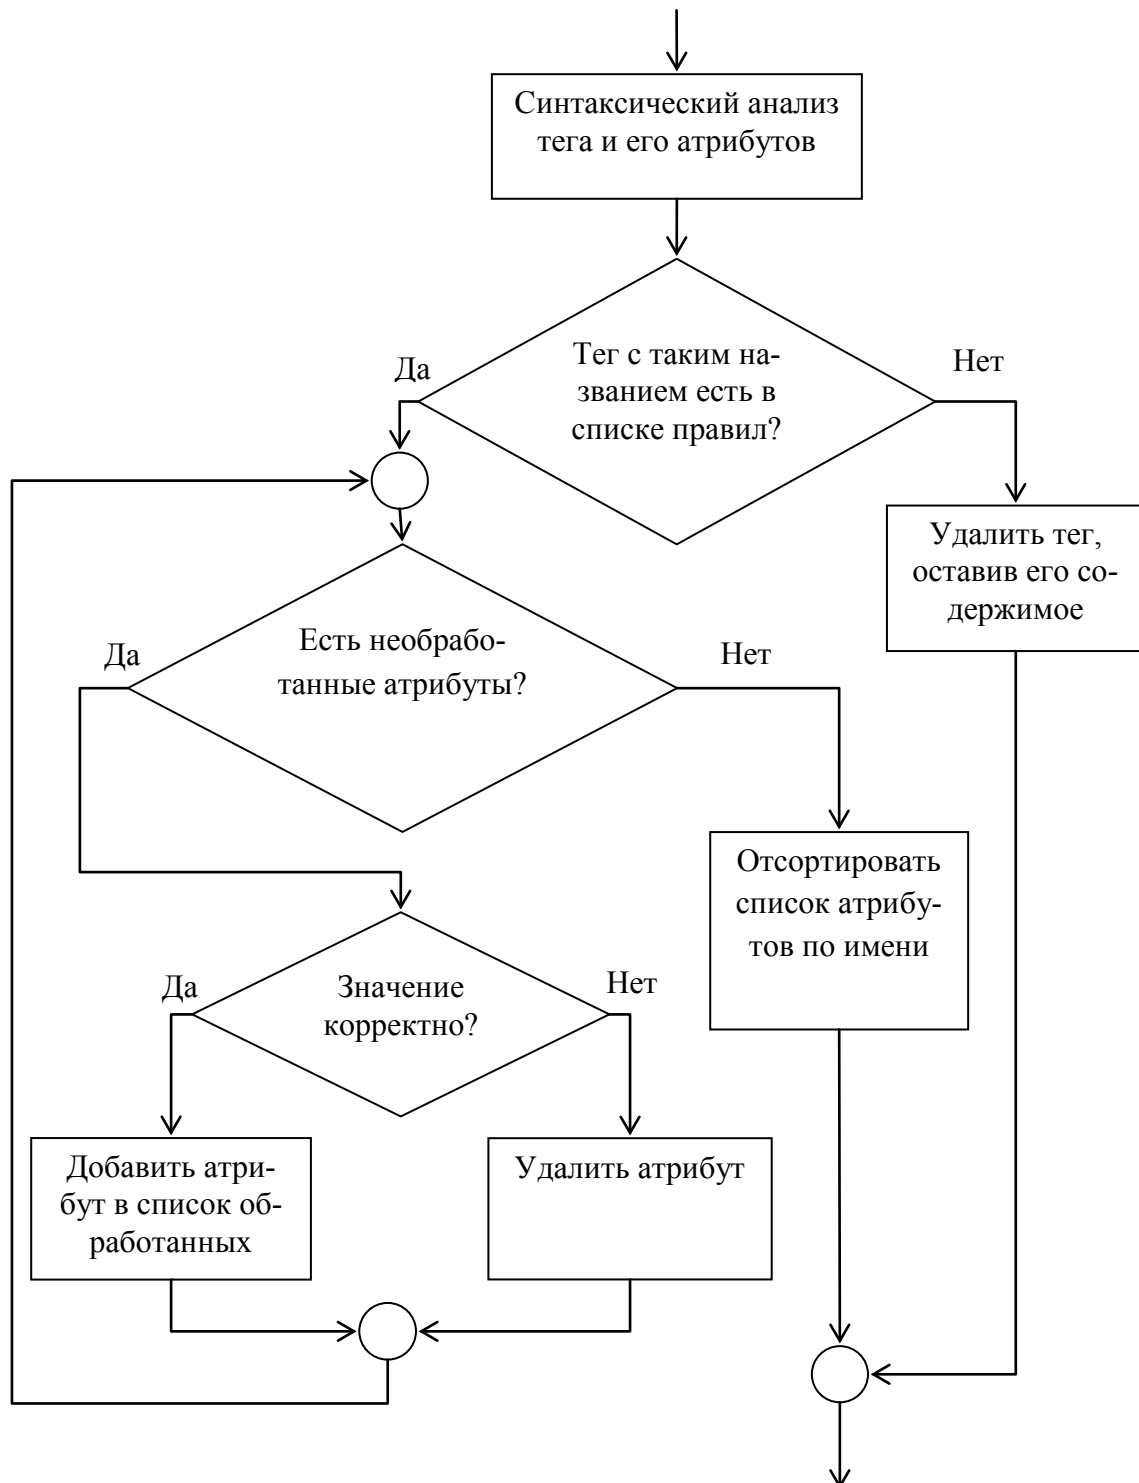 Синтаксический анализ
тега и его атрибутов
Да
Тег с таким на-
званием есть в
списке правил?
Нет
Удалить тег,
оставив его со-
держимое
Да
Есть необрабо-
танные атрибуты?
Нет
Отсортировать
список атрибу-
тов по имени
Да
Значение
корректно?
Нет
Добавить атри-
бут в список об-
работанных
Удалить атрибут